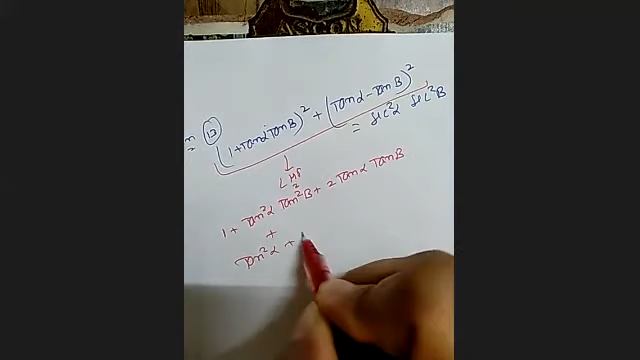 13
(1+Tanα TanB)² + (Tanα - TanB)²
= sec²α sec²B
LHS
1 + Tan²α Tan²B + 2 Tanα TanB
+
Tan²α +